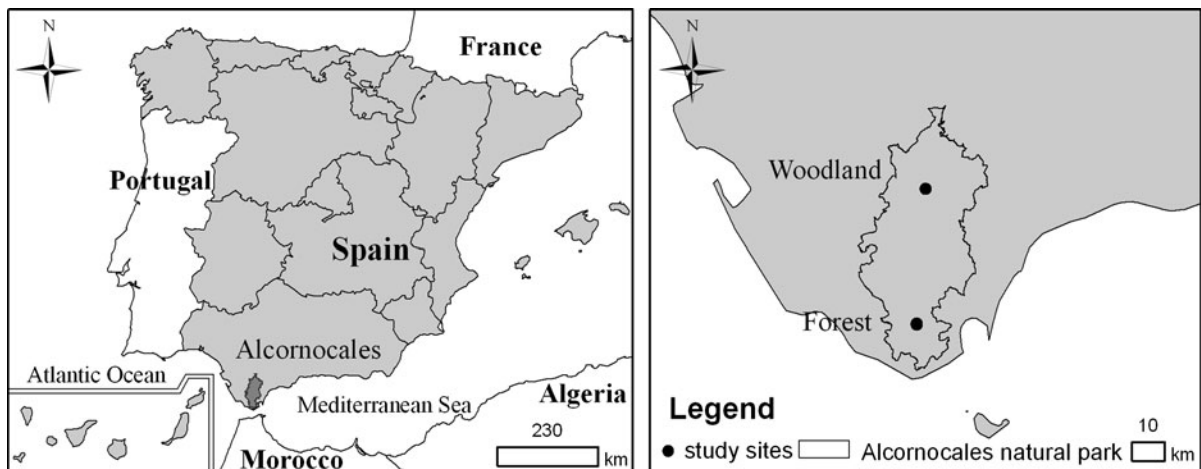 N
France
Portugal
Spain
Alcornocales
Atlantic Ocean
Mediterranean Sea
Algeria
Morocco
230
km
N
Woodland
Forest
Legend
study sites
Alcornocales natural park
10
km